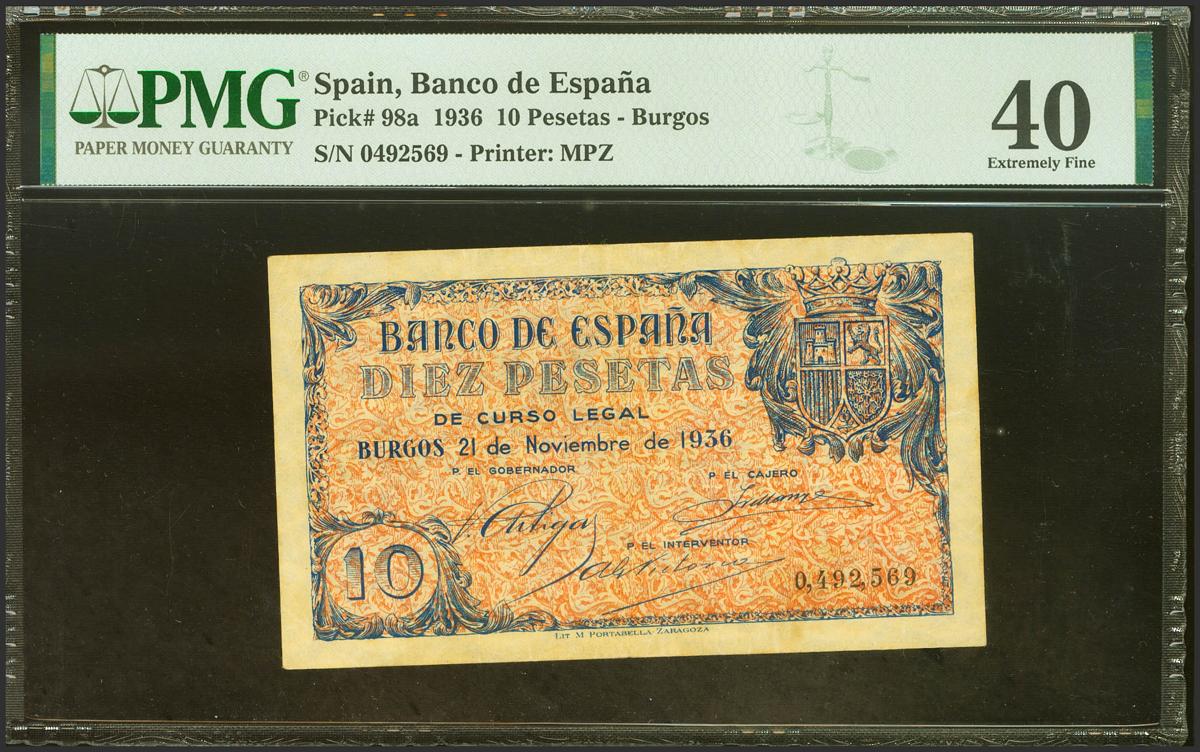 PMG®
PAPER MONEY GUARANTY
Spain, Banco de España
Pick# 98a 1936 10 Pesetas - Burgos
S/N 0492569 - Printer: MPZ
40
Extremely Fine
BANCO DE ESPAÑA
DIEZ PESETAS
DE CURSO LEGAL
BURGOS 21 de Noviembre de 1936
P. EL GOBERNADOR
P. EL CAJERO
P. EL INTERVENTOR
10
0,492,569
LIT M PORTABELLA ZARAGOZA